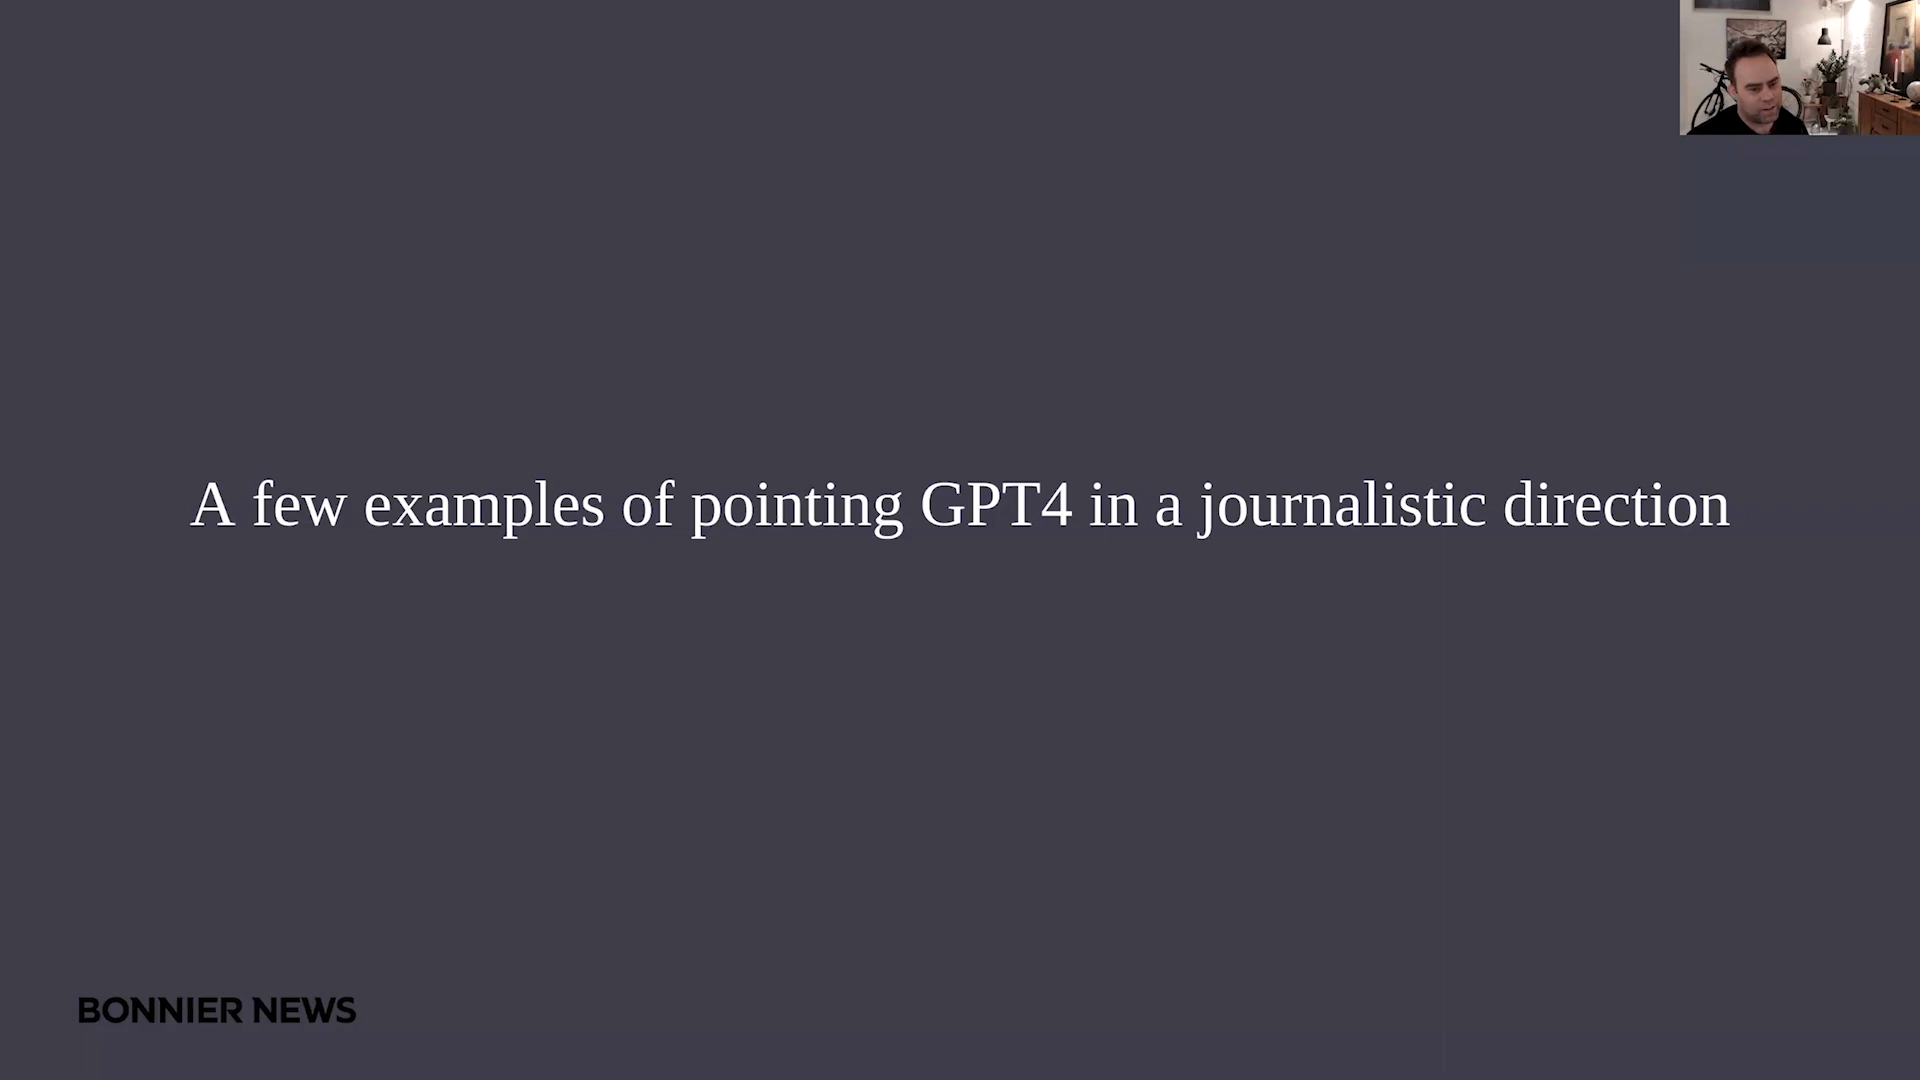 A few examples of pointing GPT4 in a journalistic direction
BONNIER NEWS